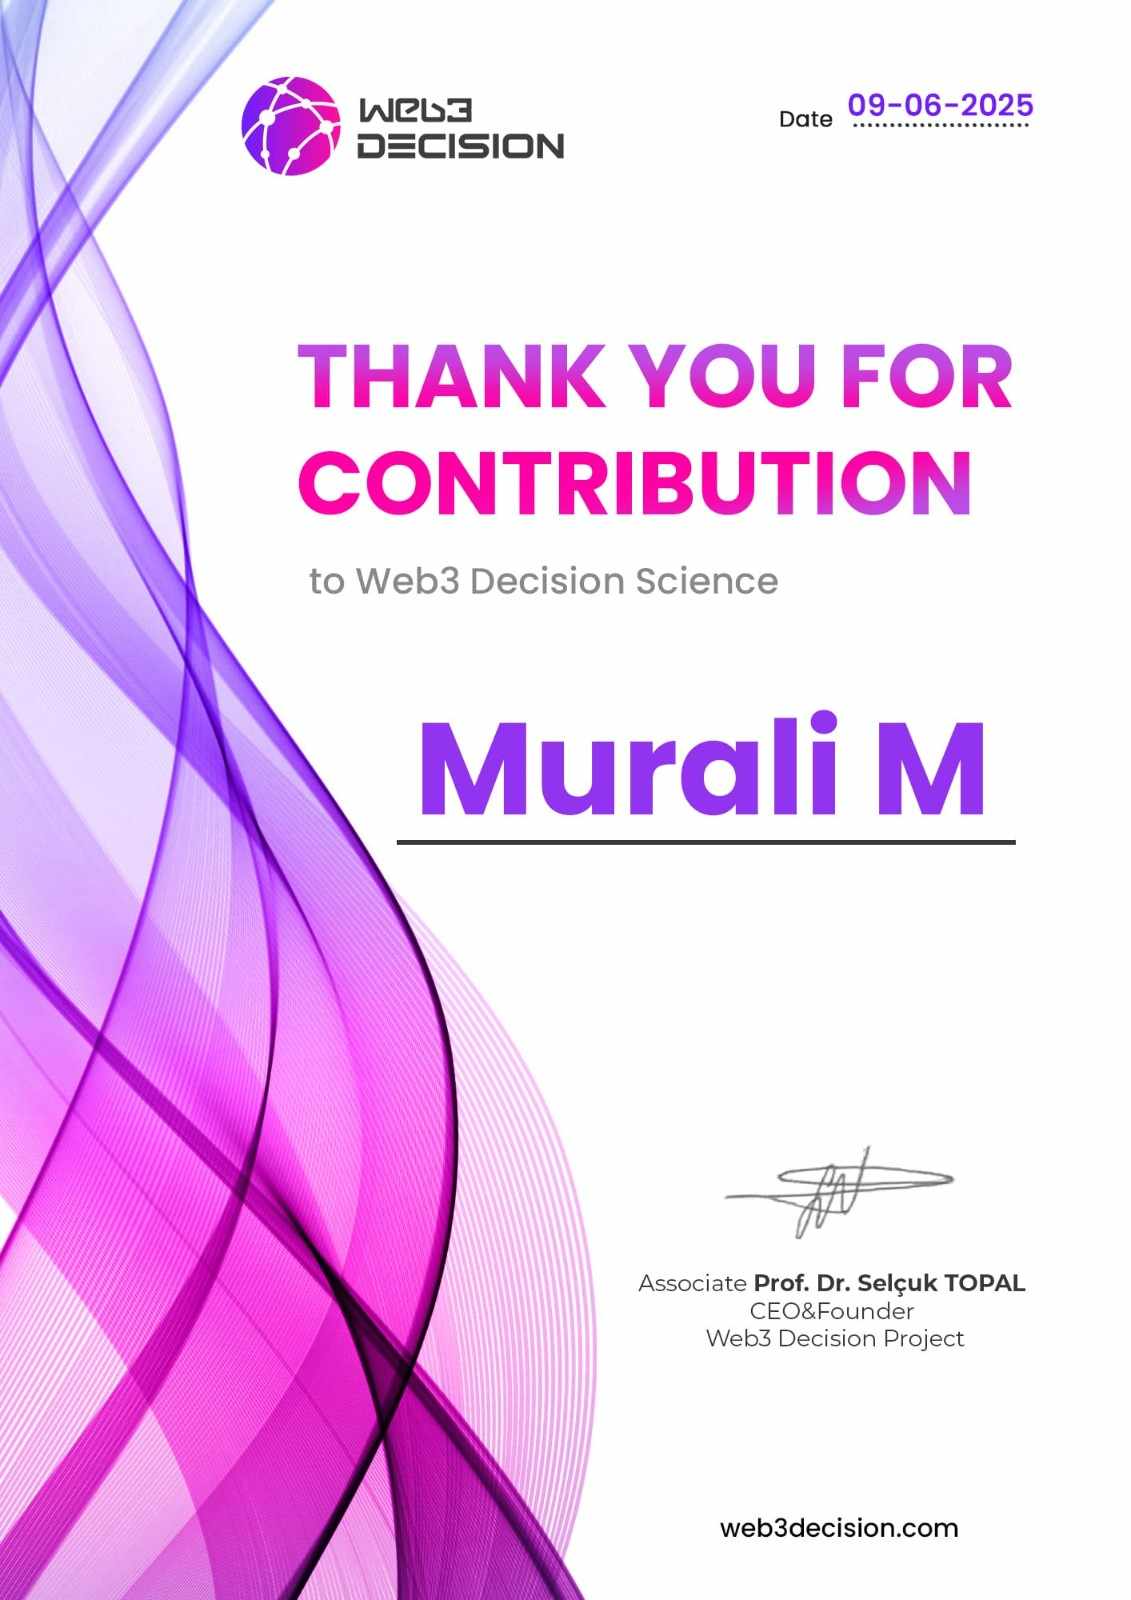 Web3
DECISION
Date 09-06-2025
THANK YOU FOR
CONTRIBUTION
to Web3 Decision Science
Murali M
Associate Prof. Dr. Selçuk TOPAL
CEO&Founder
Web3 Decision Project
web3decision.com